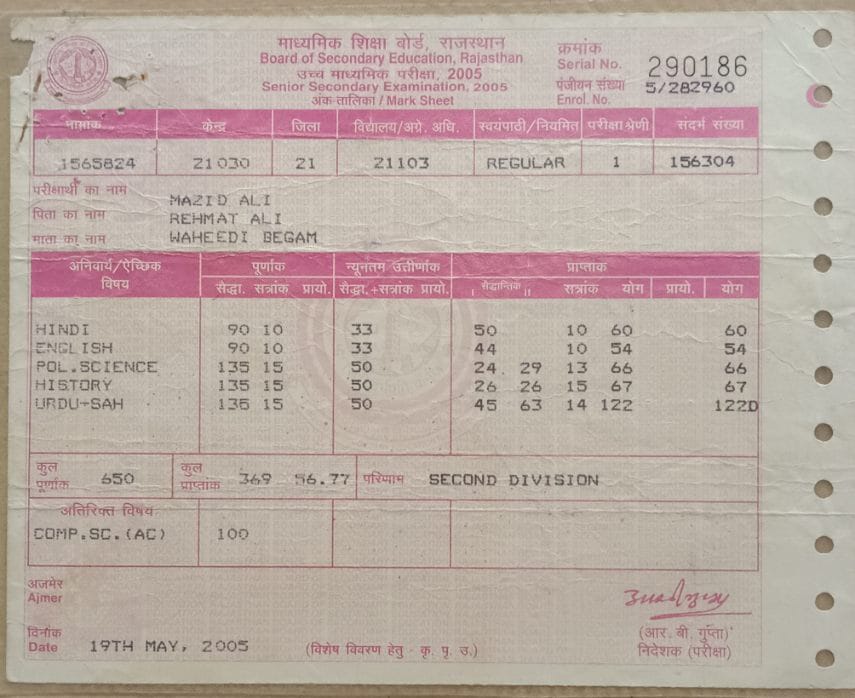 माध्यमिक शिक्षा बोर्ड, राजस्थान
Board of Secondary Education, Rajasthan
उच्च माध्यमिक परीक्षा, 2005
Senior Secondary Examination, 2005
अंक-तालिका / Mark Sheet
क्रमांक
Serial No. 290186
पंजीयन संख्या
Enrol. No. 5/282960
नामांक केन्द्र जिला विद्यालय/अग्रे. अधि. स्वयंपाठी/नियमित परीक्षा श्रेणी संदर्भ संख्या
1565824 21030 21 21103 REGULAR 1 156304
परीक्षार्थी का नाम MAZID ALI
पिता का नाम REHMAT ALI
माता का नाम WAHEEDI BEGAM
अनिवार्य/ऐच्छिक पूर्णांक न्यूनतम उत्तीर्णांक प्राप्तांक
विषय सैद्धा. सत्रांक प्रायो. सैद्धा.+सत्रांक प्रायो. I सैद्धान्तिक II सत्रांक योग प्रायो. योग
HINDI 90 10 33 50 10 60 60
ENGLISH 90 10 33 44 10 54 54
POL.SCIENCE 135 15 50 24 29 13 66 66
HISTORY 135 15 50 26 26 15 67 67
URDU-SAH 135 15 50 45 63 14 122 122D
कुल पूर्णांक 650 कुल प्राप्तांक 369 56.77 परिणाम SECOND DIVISION
अतिरिक्त विषय
COMP.SC.(AC) 100
अजमेर
Ajmer
दिनांक
Date 19TH MAY, 2005
(विशेष विवरण हेतु - कृ. पृ. उ.)
(आर. बी. गुप्ता)
निदेशक (परीक्षा)